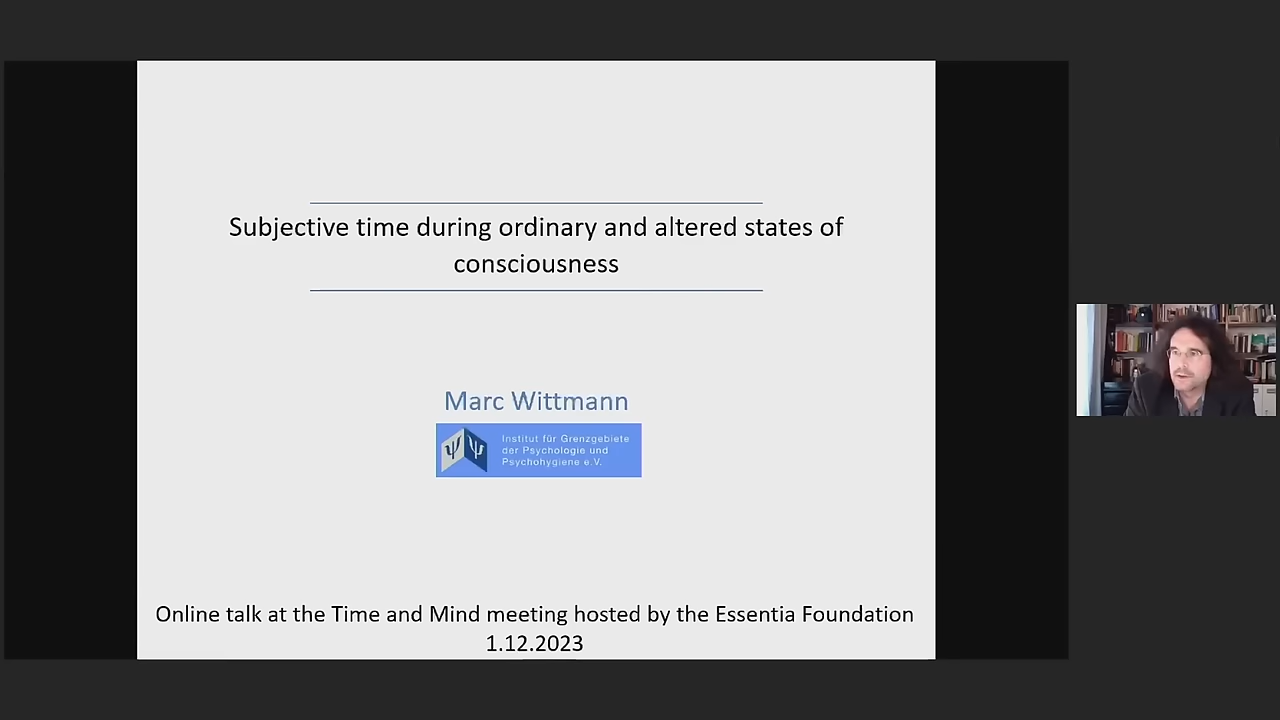 Subjective time during ordinary and altered states of
consciousness
Marc Wittmann
Institut für Grenzgebiete
der Psychologie und
Psychohygiene e.V.
Online talk at the Time and Mind meeting hosted by the Essentia Foundation
1.12.2023